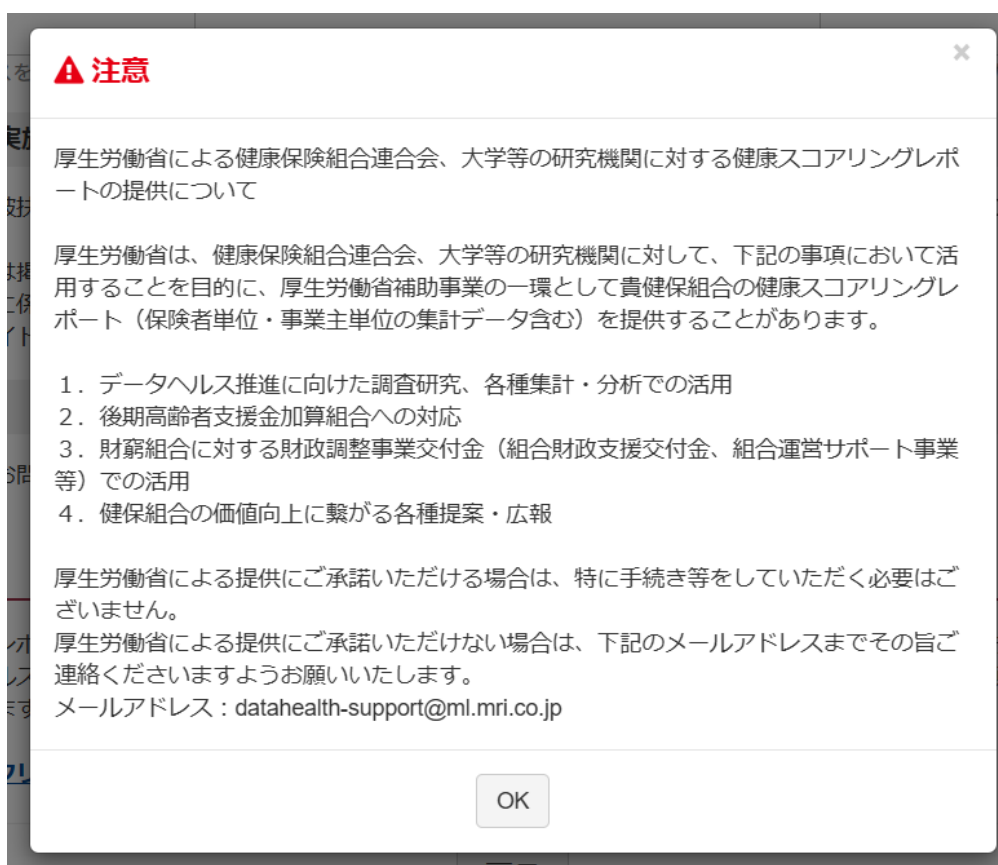 注意
×
厚生労働省による健康保険組合連合会、大学等の研究機関に対する健康スコアリングレポ
ートの提供について
厚生労働省は、健康保険組合連合会、大学等の研究機関に対して、下記の事項において活
用することを目的に、厚生労働省補助事業の一環として貴健保組合の健康スコアリングレ
ポート（保険者単位・事業主単位の集計データ含む）を提供することがあります。
１．データヘルス推進に向けた調査研究、各種集計・分析での活用
２．後期高齢者支援金加算組合への対応
３．財窮組合に対する財政調整事業交付金（組合財政支援交付金、組合運営サポート事業
等）での活用
４．健保組合の価値向上に繋がる各種提案・広報
厚生労働省による提供にご承諾いただける場合は、特に手続き等をしていただく必要はご
ざいません。
厚生労働省による提供にご承諾いただけない場合は、下記のメールアドレスまでその旨ご
連絡くださいますようお願いいたします。
メールアドレス：datahealth-support@ml.mri.co.jp
OK